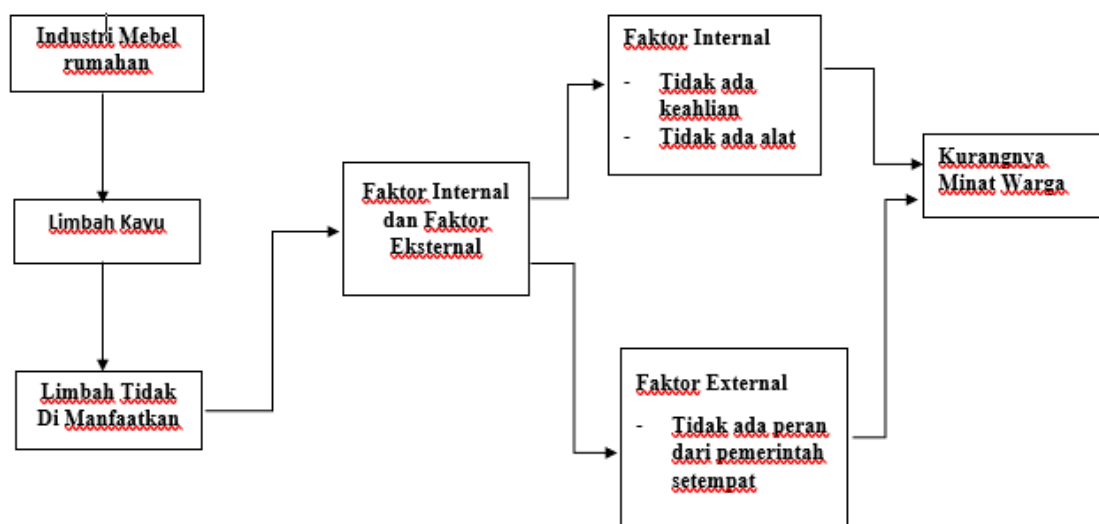 Industri Mebel
rumahan
Limbah Kayu
Limbah Tidak
Di Manfaatkan
Faktor Internal
dan Faktor
Eksternal
Faktor Internal
- Tidak ada
keahlian
- Tidak ada alat
Faktor External
- Tidak ada peran
dari pemerintah
setempat
Kurangnya
Minat Warga